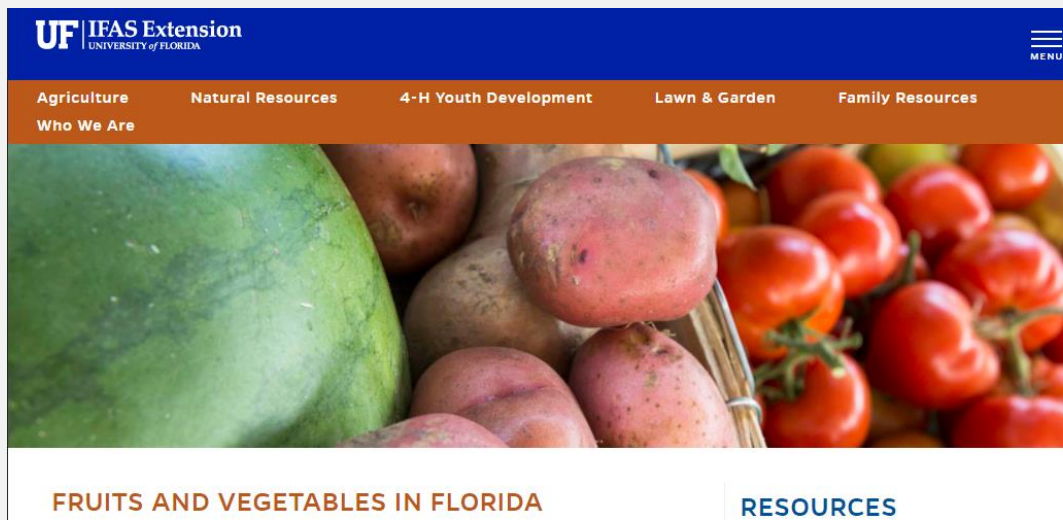 UF IFAS Extension
UNIVERSITY of FLORIDA
MENU
Agriculture Natural Resources 4-H Youth Development Lawn & Garden Family Resources
Who We Are
FRUITS AND VEGETABLES IN FLORIDA
RESOURCES